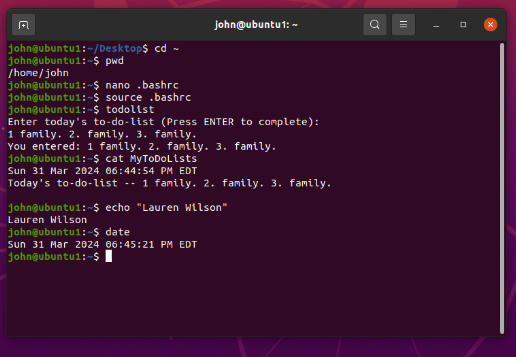 john@ubuntu1: ~
john@ubuntu1:~/Desktop$ cd ~
john@ubuntu1:~$ pwd
/home/john
john@ubuntu1:~$ nano .bashrc
john@ubuntu1:~$ source .bashrc
john@ubuntu1:~$ todolist
Enter today's to-do-list (Press ENTER to complete):
1 family. 2. family. 3. family.
You entered: 1 family. 2. family. 3. family.
john@ubuntu1:~$ cat MyToDoLists
Sun 31 Mar 2024 06:44:54 PM EDT
Today's to-do-list -- 1 family. 2. family. 3. family.
john@ubuntu1:~$ echo "Lauren Wilson"
Lauren Wilson
john@ubuntu1:~$ date
Sun 31 Mar 2024 06:45:21 PM EDT
john@ubuntu1:~$